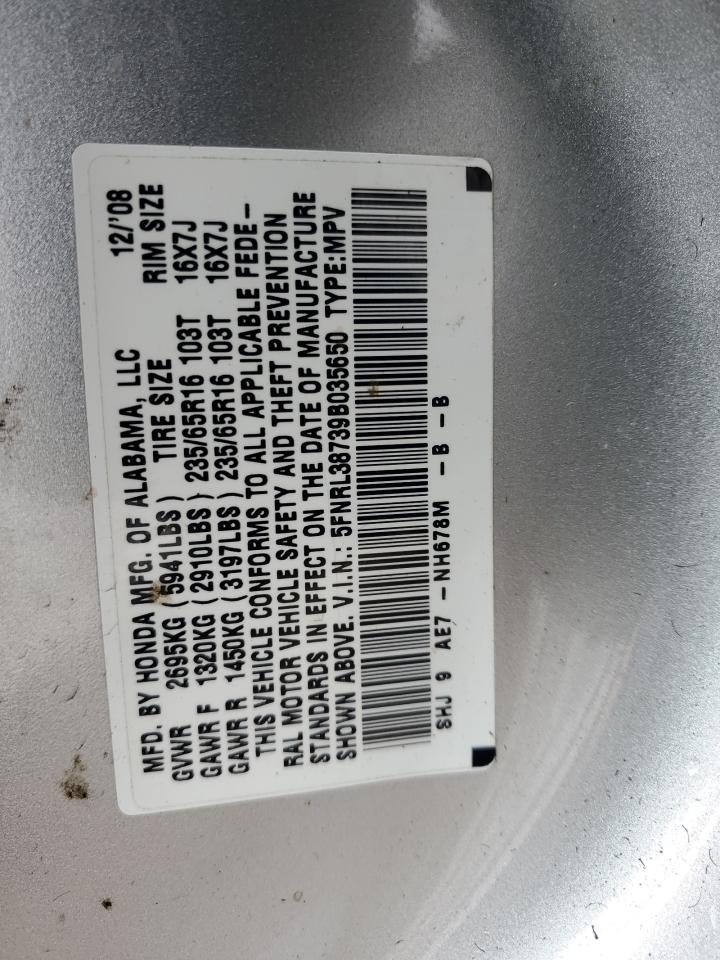 MFD. BY HONDA MFG. OF ALABAMA, LLC 12/'08
GVWR 2695KG (5941LBS) TIRE SIZE RIM SIZE
GAWR F 1320KG (2910LBS) 235/65R16 103T 16X7J
GAWR R 1450KG (3197LBS) 235/65R16 103T 16X7J
THIS VEHICLE CONFORMS TO ALL APPLICABLE FEDE-
RAL MOTOR VEHICLE SAFETY AND THEFT PREVENTION
STANDARDS IN EFFECT ON THE DATE OF MANUFACTURE
SHOWN ABOVE. V.I.N.: 5FNRL38739B035650 TYPE:MPV
SHJ 9 AE7 -NH678M -B -B